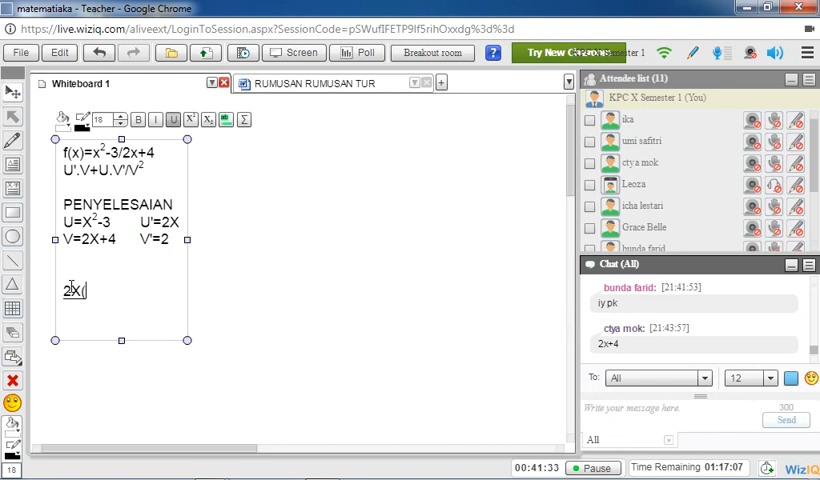 matematiaka - Teacher - Google Chrome
https://live.wiziq.com/aliveext/LoginToSession.aspx?SessionCode=pSWufIFETP9If5rihOxxdg%3d%3d
File Edit Screen Poll Breakout room ? Try New KPC X Semester 1
Whiteboard 1 RUMUSAN RUMUSAN TUR +
18 B I U X² X₂ Σ
f(x)=x²-3/2x+4
U'.V+U.V'/V²
PENYELESAIAN
U=X²-3 U'=2X
V=2X+4 V'=2
2X(
18
Attendee list (11)
KPC X Semester 1 (You)
ika
umi safitri
ctya mok
Leoza
icha lestari
Grace Belle
bunda farid
Chat (All)
bunda farid: [21:41:53]
iy pk
ctya mok: [21:43:57]
2x+4
To: All 12
Write your message here. 300
Send
All x
WizIQ
00:41:33 Pause Time Remaining : 01:17:07